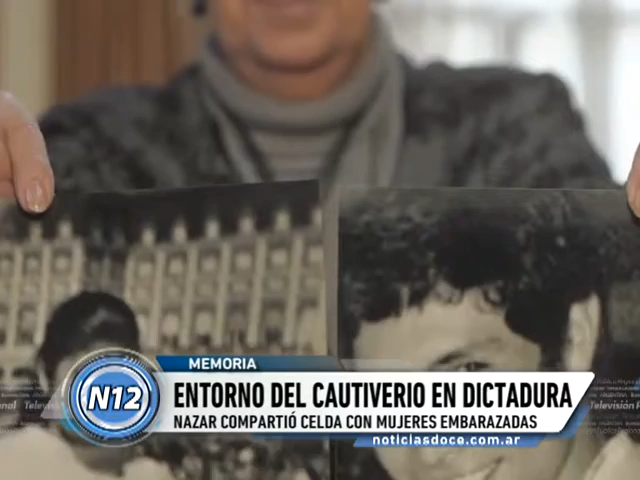 MEMORIA
N12
ENTORNO DEL CAUTIVERIO EN DICTADURA
NAZAR COMPARTIÓ CELDA CON MUJERES EMBARAZADAS
noticiasdoce.com.ar